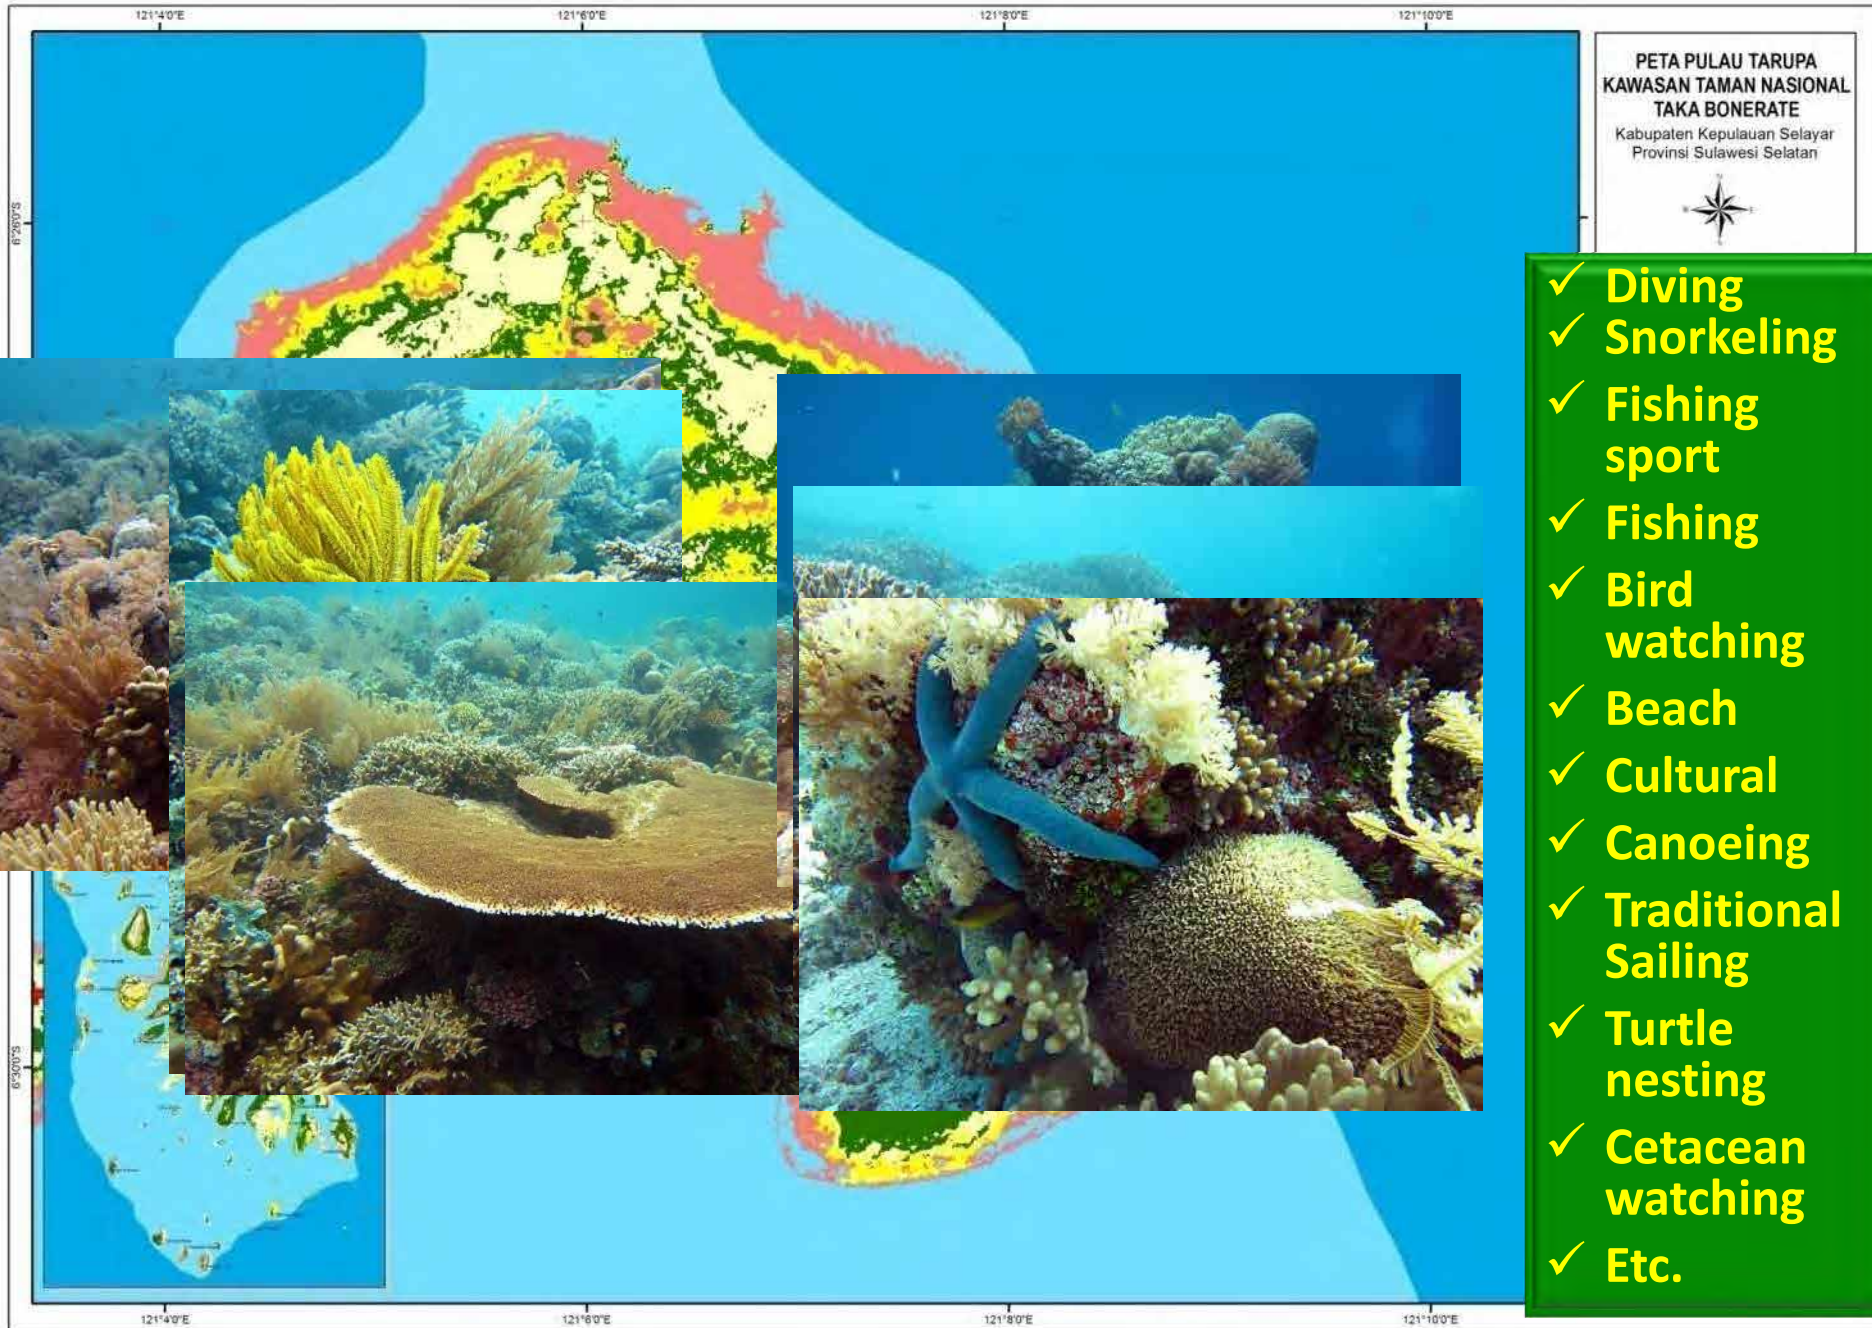 121°4'0"E
121°6'0"E
121°8'0"E
121°10'0"E
PETA PULAU TARUPA
KAWASAN TAMAN NASIONAL
TAKA BONERATE
Kabupaten Kepulauan Selayar
Provinsi Sulawesi Selatan
6°26'0"S
✓ Diving
✓ Snorkeling
✓ Fishing
sport
✓ Fishing
✓ Bird
watching
✓ Beach
✓ Cultural
✓ Canoeing
✓ Traditional
Sailing
✓ Turtle
nesting
✓ Cetacean
watching
✓ Etc.
6°30'0"S
121°4'0"E
121°6'0"E
121°8'0"E
121°10'0"E